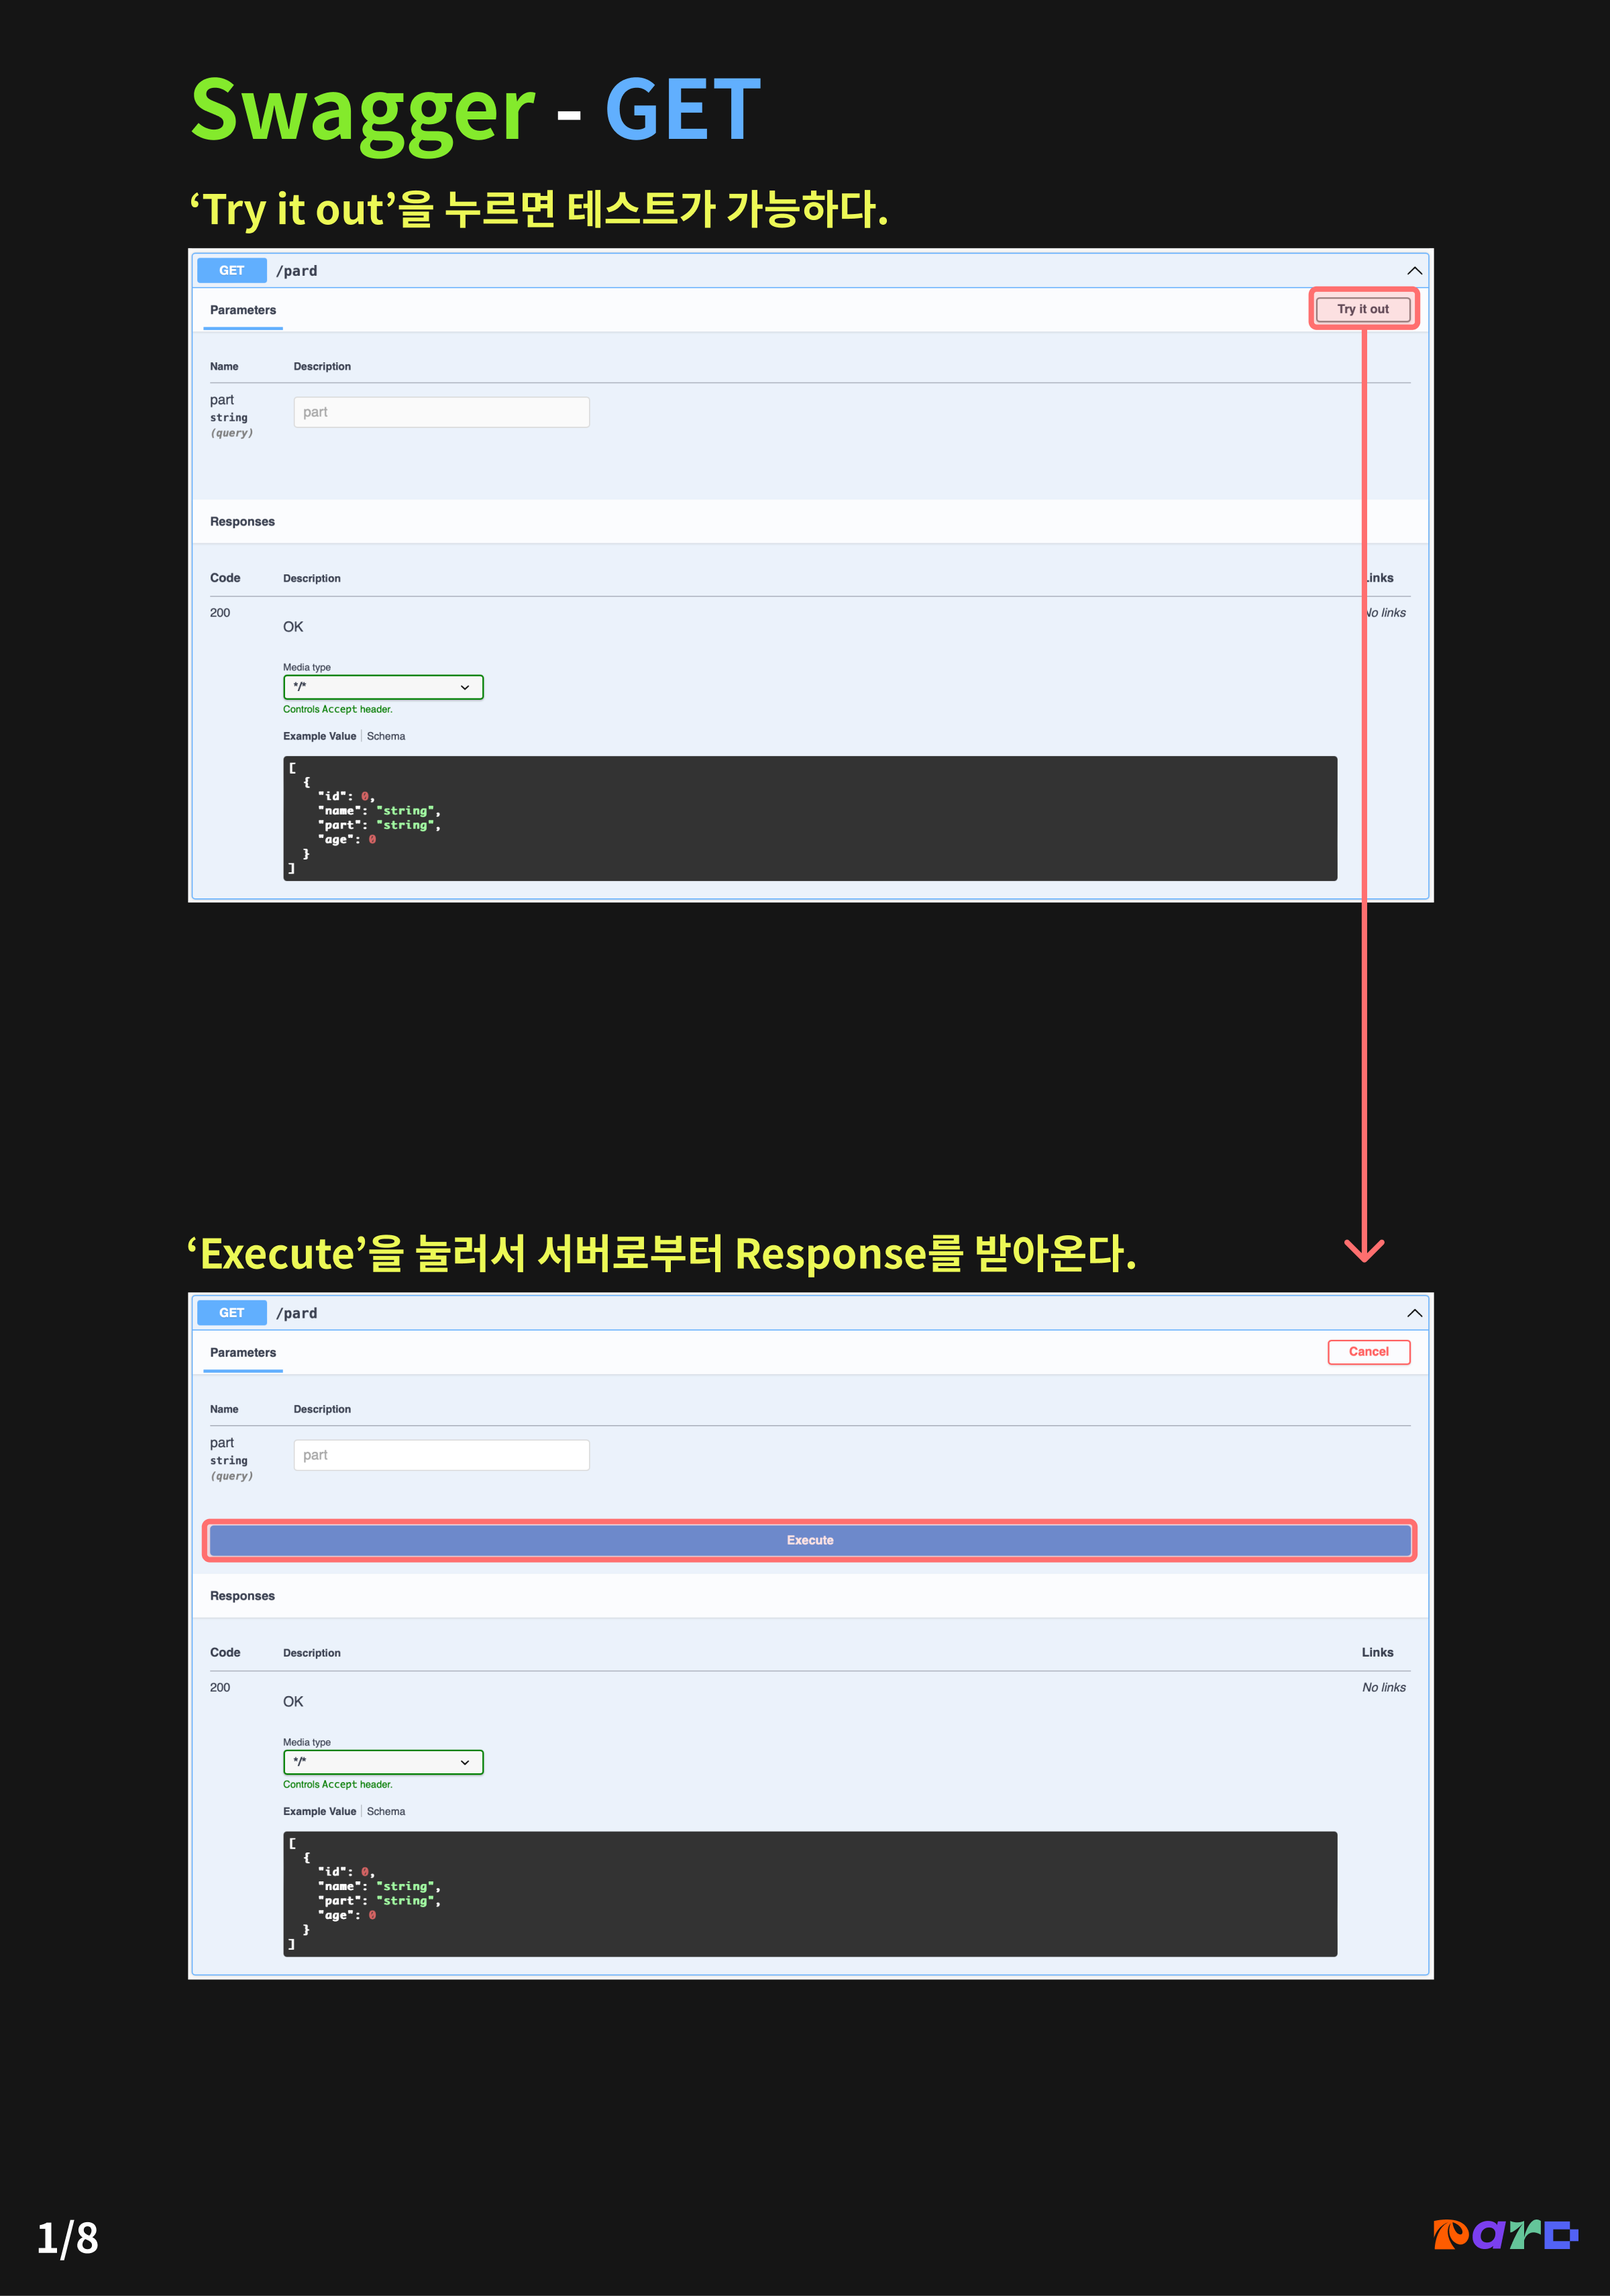 Swagger - GET
‘Try it out’을 누르면 테스트가 가능하다.
GET /pard
Parameters Try it out
Name Description
part
string
(query)
part
Responses
Code Description Links
200 No links
OK
Media type
*/*
Controls Accept header.
Example Value Schema
[
{
"id": 0,
"name": "string",
"part": "string",
"age": 0
}
]
‘Execute’을 눌러서 서버로부터 Response를 받아온다.
GET /pard
Parameters Cancel
Name Description
part
string
(query)
part
Execute
Responses
Code Description Links
200 No links
OK
Media type
*/*
Controls Accept header.
Example Value Schema
[
{
"id": 0,
"name": "string",
"part": "string",
"age": 0
}
]
1/8
pard